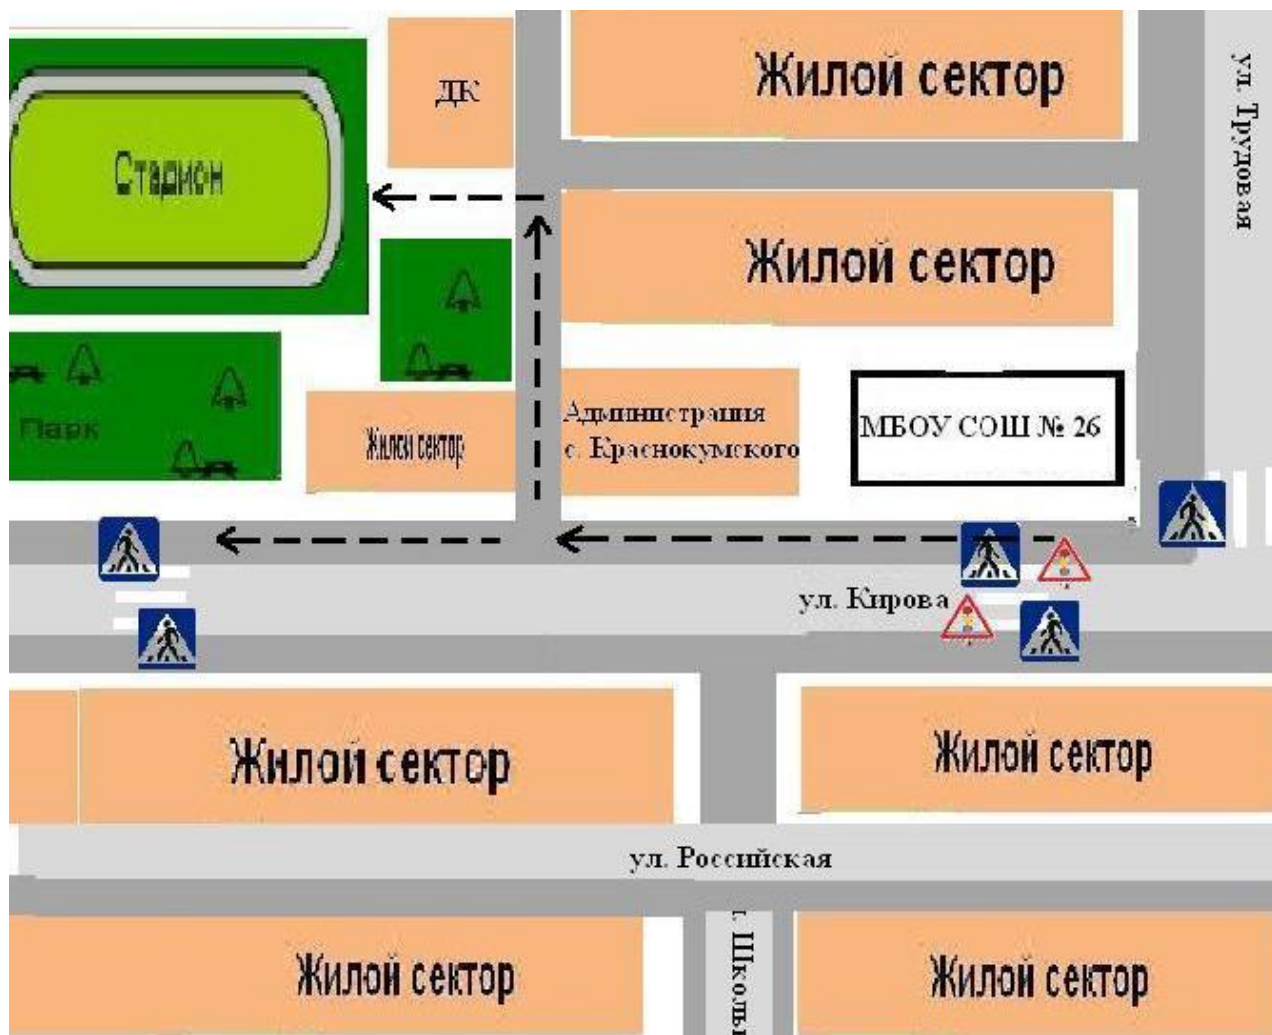 ДК
Жилой сектор
ул. Трудовая
Стадион
Жилой сектор
Парк
Жилой сектор
Администрация
с. Краснокумского
МБОУ СОШ № 26
ул. Кирова
Жилой сектор
Жилой сектор
ул. Российская
Жилой сектор
Жилой сектор